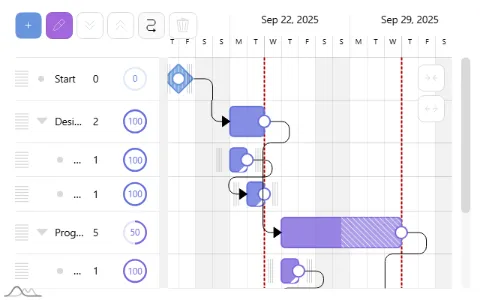 +
Sep 22, 2025 Sep 29, 2025
T F S S M T W T F S S M T W T F S
Start 0 0
Desi... 2 100
... 1 100
... 1 100
Prog... 5 50
... 1 100